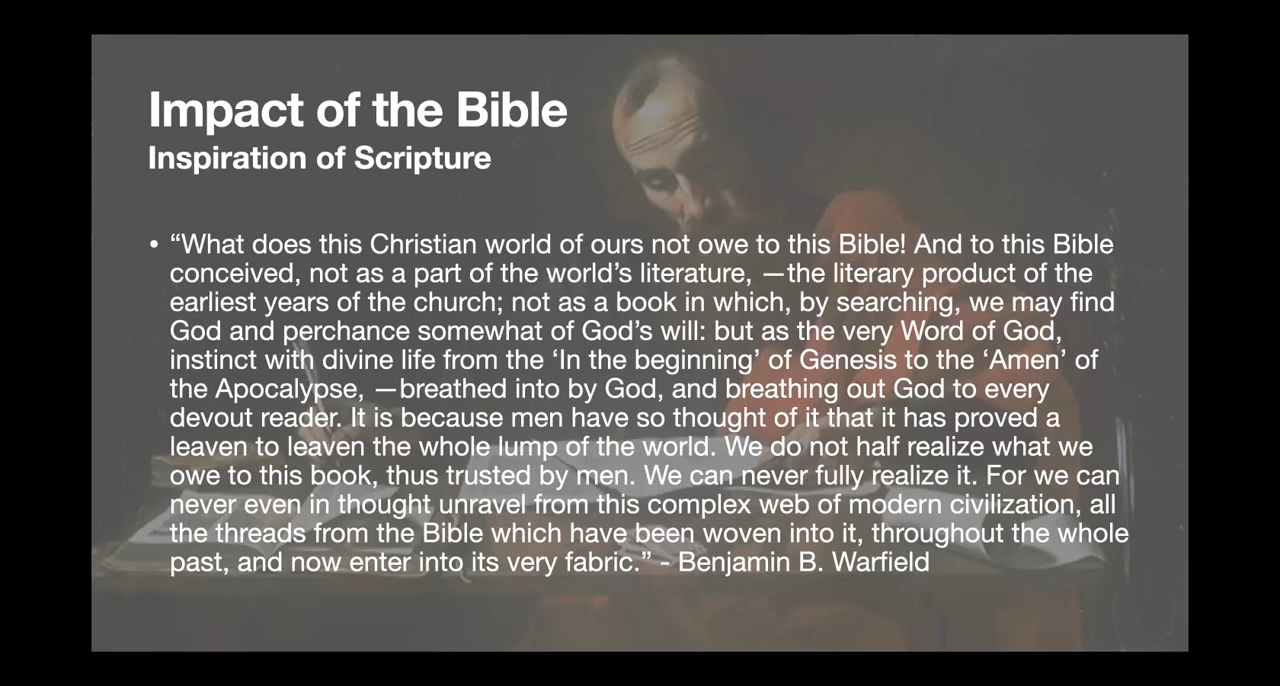 Impact of the Bible
Inspiration of Scripture
• “What does this Christian world of ours not owe to this Bible! And to this Bible
conceived, not as a part of the world’s literature, —the literary product of the
earliest years of the church; not as a book in which, by searching, we may find
God and perchance somewhat of God’s will: but as the very Word of God,
instinct with divine life from the ‘In the beginning’ of Genesis to the ‘Amen’ of
the Apocalypse, —breathed into by God, and breathing out God to every
devout reader. It is because men have so thought of it that it has proved a
leaven to leaven the whole lump of the world. We do not half realize what we
owe to this book, thus trusted by men. We can never fully realize it. For we can
never even in thought unravel from this complex web of modern civilization, all
the threads from the Bible which have been woven into it, throughout the whole
past, and now enter into its very fabric.” - Benjamin B. Warfield